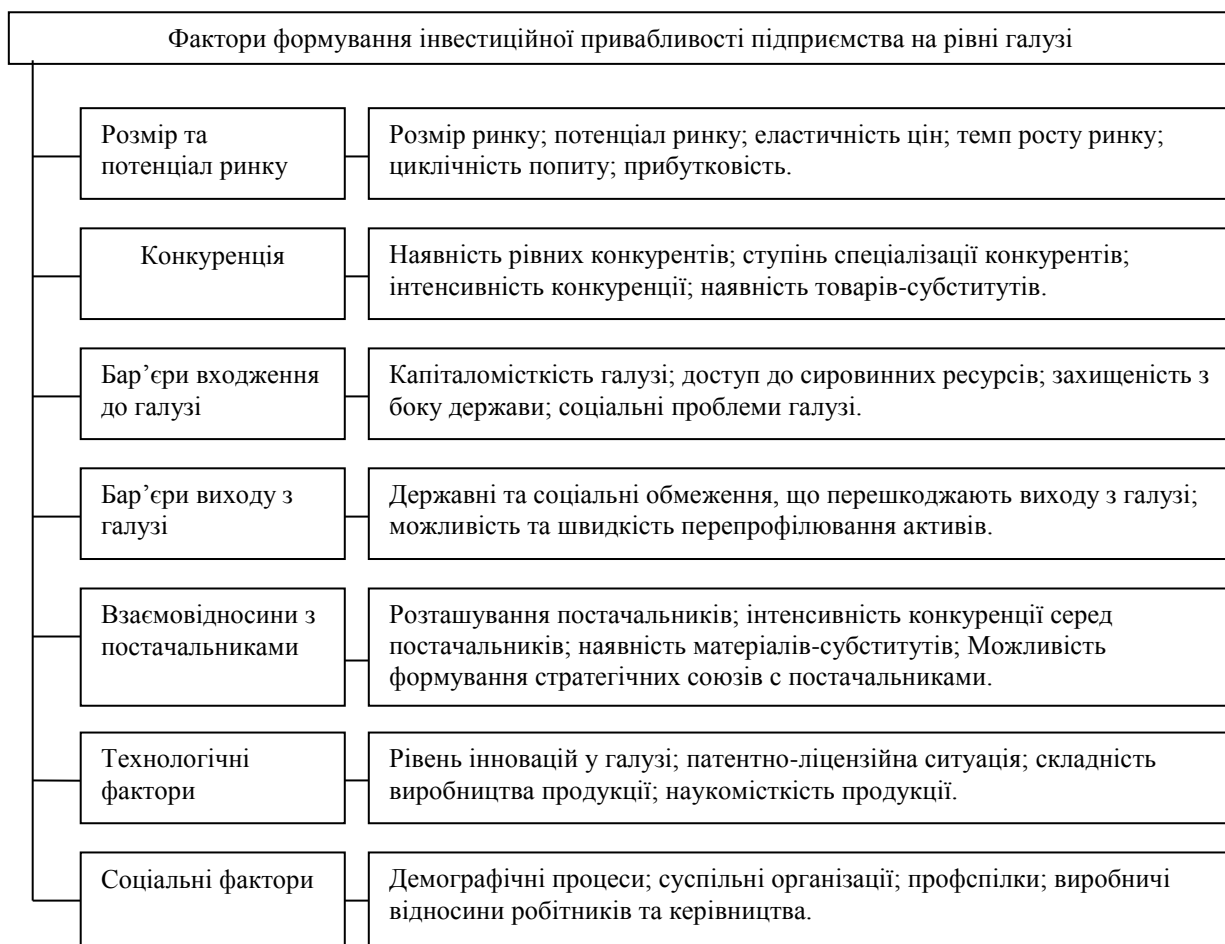 Фактори формування інвестиційної привабливості підприємства на рівні галузі
Розмір та
потенціал ринку
Розмір ринку; потенціал ринку; еластичність цін; темп росту ринку;
циклічність попиту; прибутковість.
Конкуренція
Наявність рівних конкурентів; ступінь спеціалізації конкурентів;
інтенсивність конкуренції; наявність товарів-субститутів.
Бар’єри входження
до галузі
Капіталомісткість галузі; доступ до сировинних ресурсів; захищеність з
боку держави; соціальні проблеми галузі.
Бар’єри виходу з
галузі
Державні та соціальні обмеження, що перешкоджають виходу з галузі;
можливість та швидкість перепрофілювання активів.
Взаємовідносини з
постачальниками
Розташування постачальників; інтенсивність конкуренції серед
постачальників; наявність матеріалів-субститутів; Можливість
формування стратегічних союзів с постачальниками.
Технологічні
фактори
Рівень інновацій у галузі; патентно-ліцензійна ситуація; складність
виробництва продукції; наукомісткість продукції.
Соціальні фактори
Демографічні процеси; суспільні організації; профспілки; виробничі
відносини робітників та керівництва.